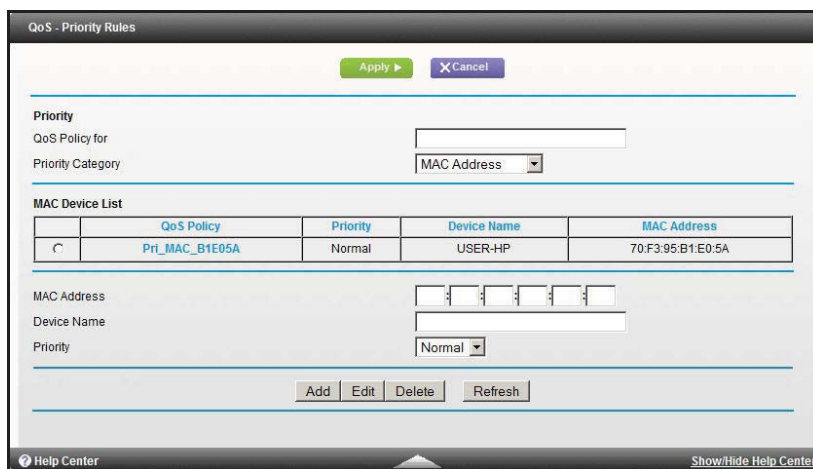 QoS - Priority Rules
Apply
Cancel
Priority
QoS Policy for
Priority Category MAC Address
MAC Device List
QoS Policy Priority Device Name MAC Address
Pri_MAC_B1E05A Normal USER-HP 70:F3:95:B1:E0:5A
MAC Address : : : : :
Device Name
Priority Normal
Add Edit Delete Refresh
Help Center Show/Hide Help Center